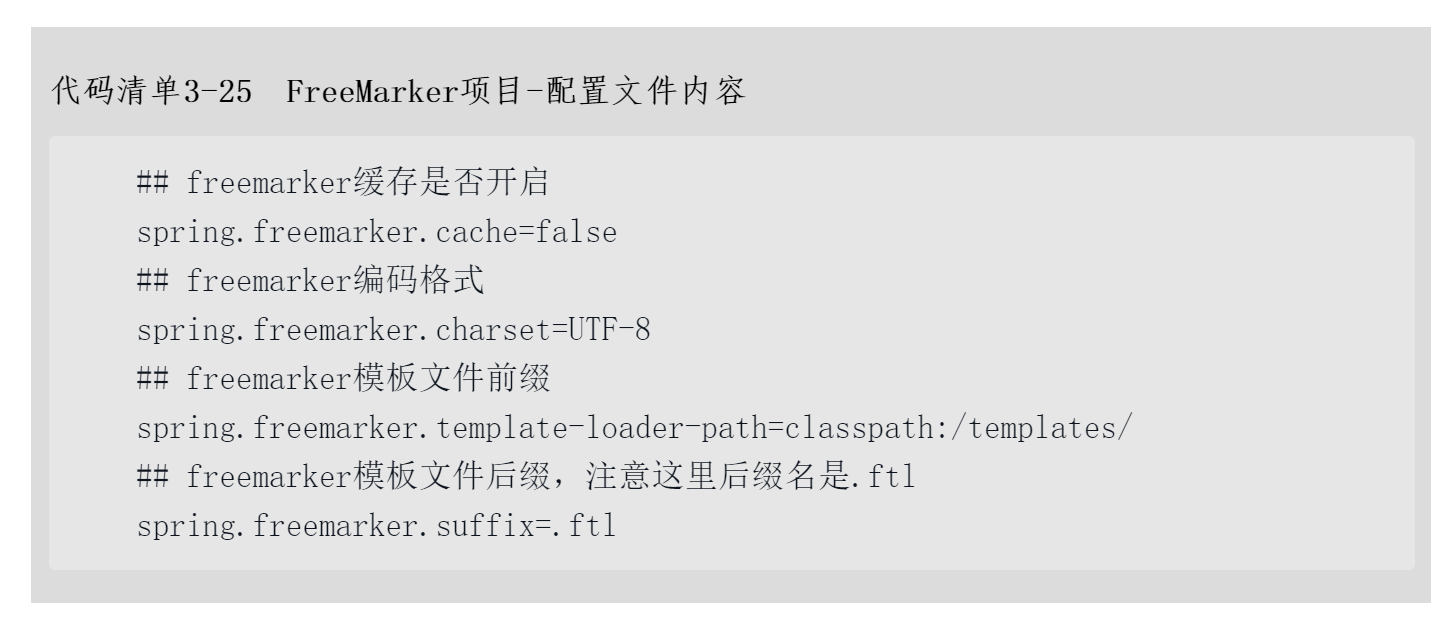 代码清单3-25  FreeMarker项目-配置文件内容
## freemarker缓存是否开启
spring.freemarker.cache=false
## freemarker编码格式
spring.freemarker.charset=UTF-8
## freemarker模板文件前缀
spring.freemarker.template-loader-path=classpath:/templates/
## freemarker模板文件后缀，注意这里后缀名是.ftl
spring.freemarker.suffix=.ftl